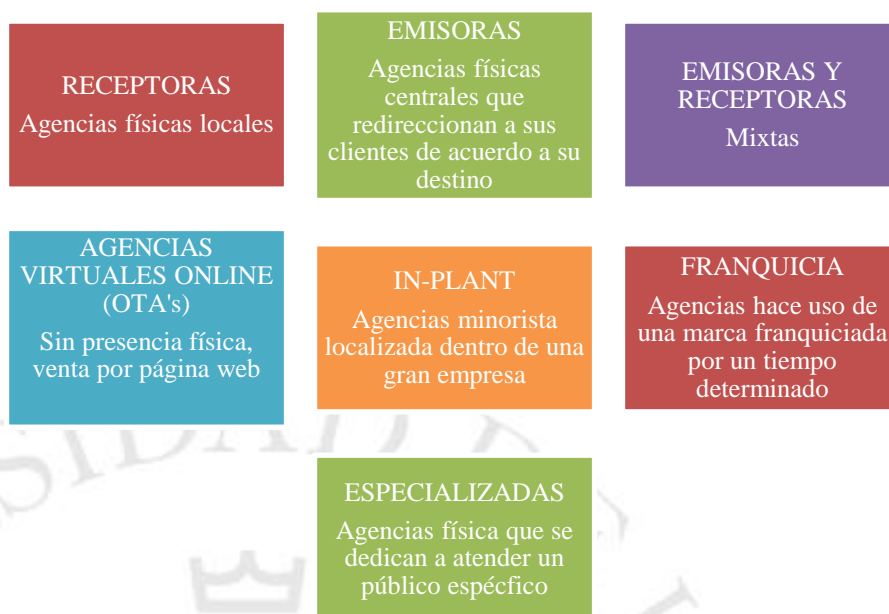 RECEPTORAS
Agencias físicas locales
EMISORAS
Agencias físicas
centrales que
redireccionan a sus
clientes de acuerdo a su
destino
EMISORAS Y
RECEPTORAS
Mixtas
AGENCIAS
VIRTUALES ONLINE
(OTA's)
Sin presencia física,
venta por página web
IN-PLANT
Agencias minorista
localizada dentro de una
gran empresa
FRANQUICIA
Agencias hace uso de
una marca franquiciada
por un tiempo
determinado
ESPECIALIZADAS
Agencias física que se
dedican a atender un
público espécfico